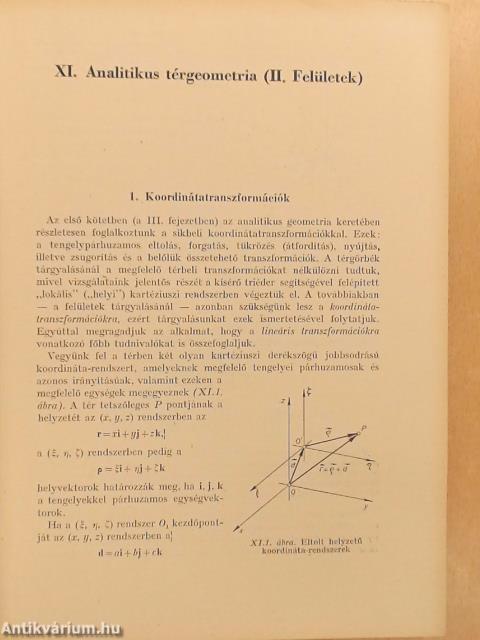 XI. Analitikus térgeometria (II. Felületek)
1. Koordinátatranszformációk
Az első kötetben (a III. fejezetben) az analitikus geometria keretében
részletesen foglalkoztunk a síkbeli koordinátatranszformációkkal. Ezek:
a tengelypárhuzamos eltolás, forgatás, tükrözés (átfordítás), nyújtás,
illetve zsugorítás és a belőlük összetehető transzformációk. A térgörbék
tárgyalásánál a megfelelő térbeli transzformációkat nélkülözni tudtuk,
mivel vizsgálataink jelentős részét a kísérő triéder segítségével felépített
„lokális” („helyi”) kartéziuszi rendszerben végeztük el. A továbbiakban
— a felületek tárgyalásánál — azonban szükségünk lesz a koordináta-
transzformációkra, ezért tárgyalásunkat ezek ismertetésével folytatjuk.
Egyúttal megragadjuk az alkalmat, hogy a lineáris transzformációkra
vonatkozó főbb tudnivalókat is összefoglaljuk.
Vegyünk fel a térben két olyan kartéziuszi derékszögű jobbsodrású
koordináta-rendszert, amelyeknek megfelelő tengelyei párhuzamosak és
azonos irányításúak, valamint ezeken a
megfelelő egységek megegyeznek (XI.1.
ábra). A tér tetszőleges P pontjának a
helyzetét az (x, y, z) rendszerben az
r = xi + yj + zk,
a (ξ, η, ζ) rendszerben pedig a
ρ = ξi + ηj + ζk
helyvektorok határozzák meg, ha i, j, k
a tengelyekkel párhuzamos egységvek-
torok.
Ha a (ξ, η, ζ) rendszer O, kezdőpont-
ját az (x, y, z) rendszerben a
d = ai + bj + ck
z
ζ
P
ρ̄
O'
d̄
r̄=ρ̄+d̄
η
ξ
O
y
x
XI.1. ábra. Eltolt helyzetű
koordináta-rendszerek
Antikvárium.hu